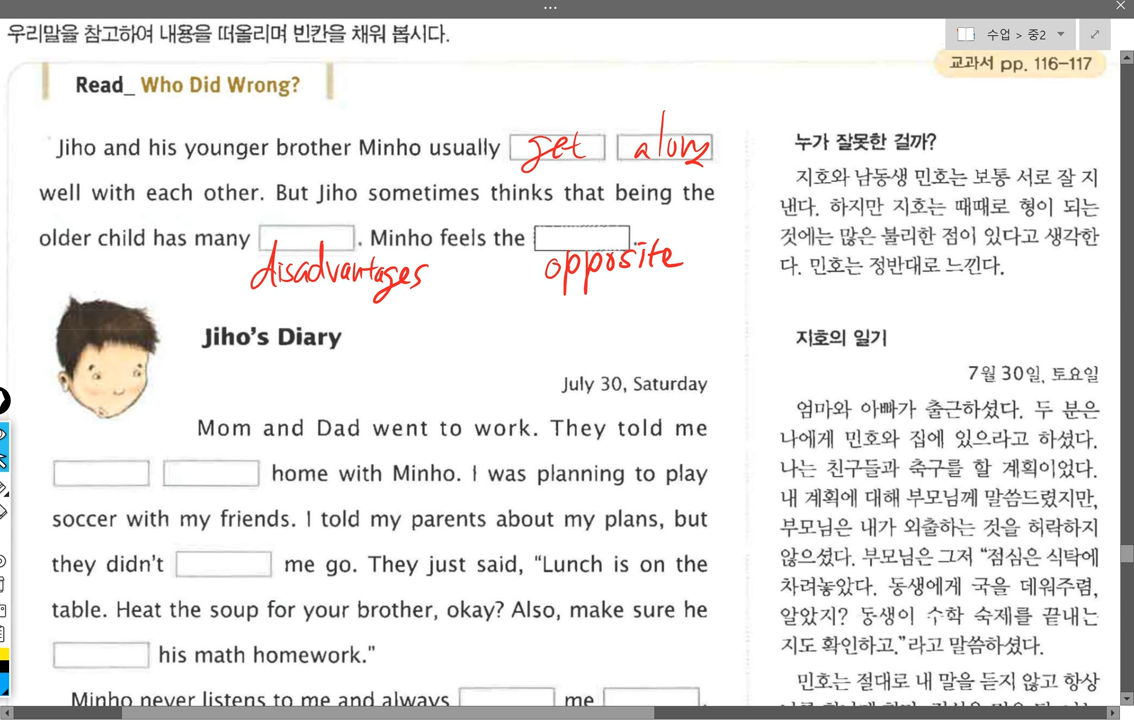 우리말을 참고하여 내용을 떠올리며 빈칸을 채워 봅시다.
수업 > 중2
교과서 pp. 116-117
Read_ Who Did Wrong?
Jiho and his younger brother Minho usually get along
well with each other. But Jiho sometimes thinks that being the
older child has many . Minho feels the .
disadvantages opposite
Jiho's Diary
July 30, Saturday
Mom and Dad went to work. They told me
home with Minho. I was planning to play
soccer with my friends. I told my parents about my plans, but
they didn't me go. They just said, "Lunch is on the
table. Heat the soup for your brother, okay? Also, make sure he
his math homework."
Minho never listens to me and always me .
누가 잘못한 걸까?
지호와 남동생 민호는 보통 서로 잘 지
낸다. 하지만 지호는 때때로 형이 되는
것에는 많은 불리한 점이 있다고 생각한
다. 민호는 정반대로 느낀다.
지호의 일기
7월 30일, 토요일
엄마와 아빠가 출근하셨다. 두 분은
나에게 민호와 집에 있으라고 하셨다.
나는 친구들과 축구를 할 계획이었다.
내 계획에 대해 부모님께 말씀드렸지만,
부모님은 내가 외출하는 것을 허락하지
않으셨다. 부모님은 그저 "점심은 식탁에
차려놓았다. 동생에게 국을 데워주렴,
알았지? 동생이 수학 숙제를 끝내는
지도 확인하고."라고 말씀하셨다.
민호는 절대로 내 말을 듣지 않고 항상